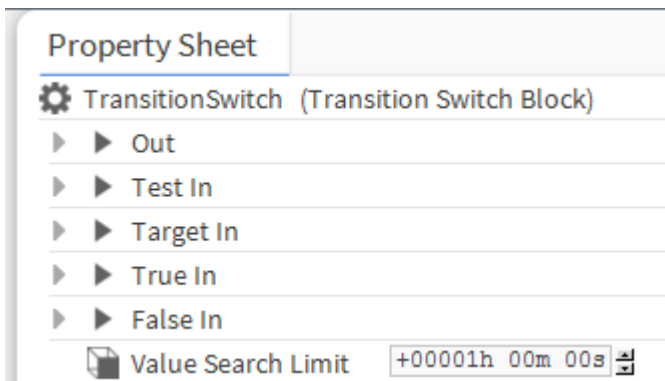 Property Sheet
TransitionSwitch (Transition Switch Block)
Out
Test In
Target In
True In
False In
Value Search Limit +00001h 00m 00s